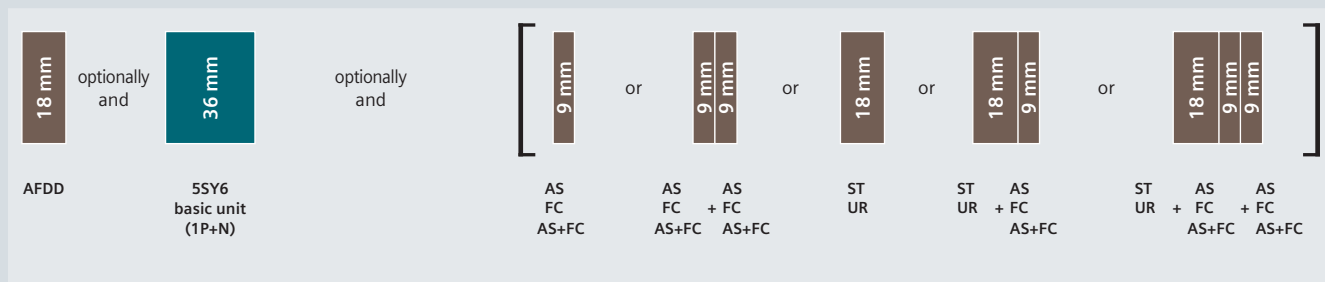 18 mm
optionally
and
36 mm
optionally
and
9 mm
or
9 mm
9 mm
or
18 mm
or
18 mm
9 mm
or
18 mm
9 mm
9 mm
AFDD
5SY6
basic unit
(1P+N)
AS
FC
AS+FC
AS AS
FC + FC
AS+FC AS+FC
ST
UR
ST AS
UR + FC
AS+FC
ST AS AS
UR + FC + FC
AS+FC AS+FC